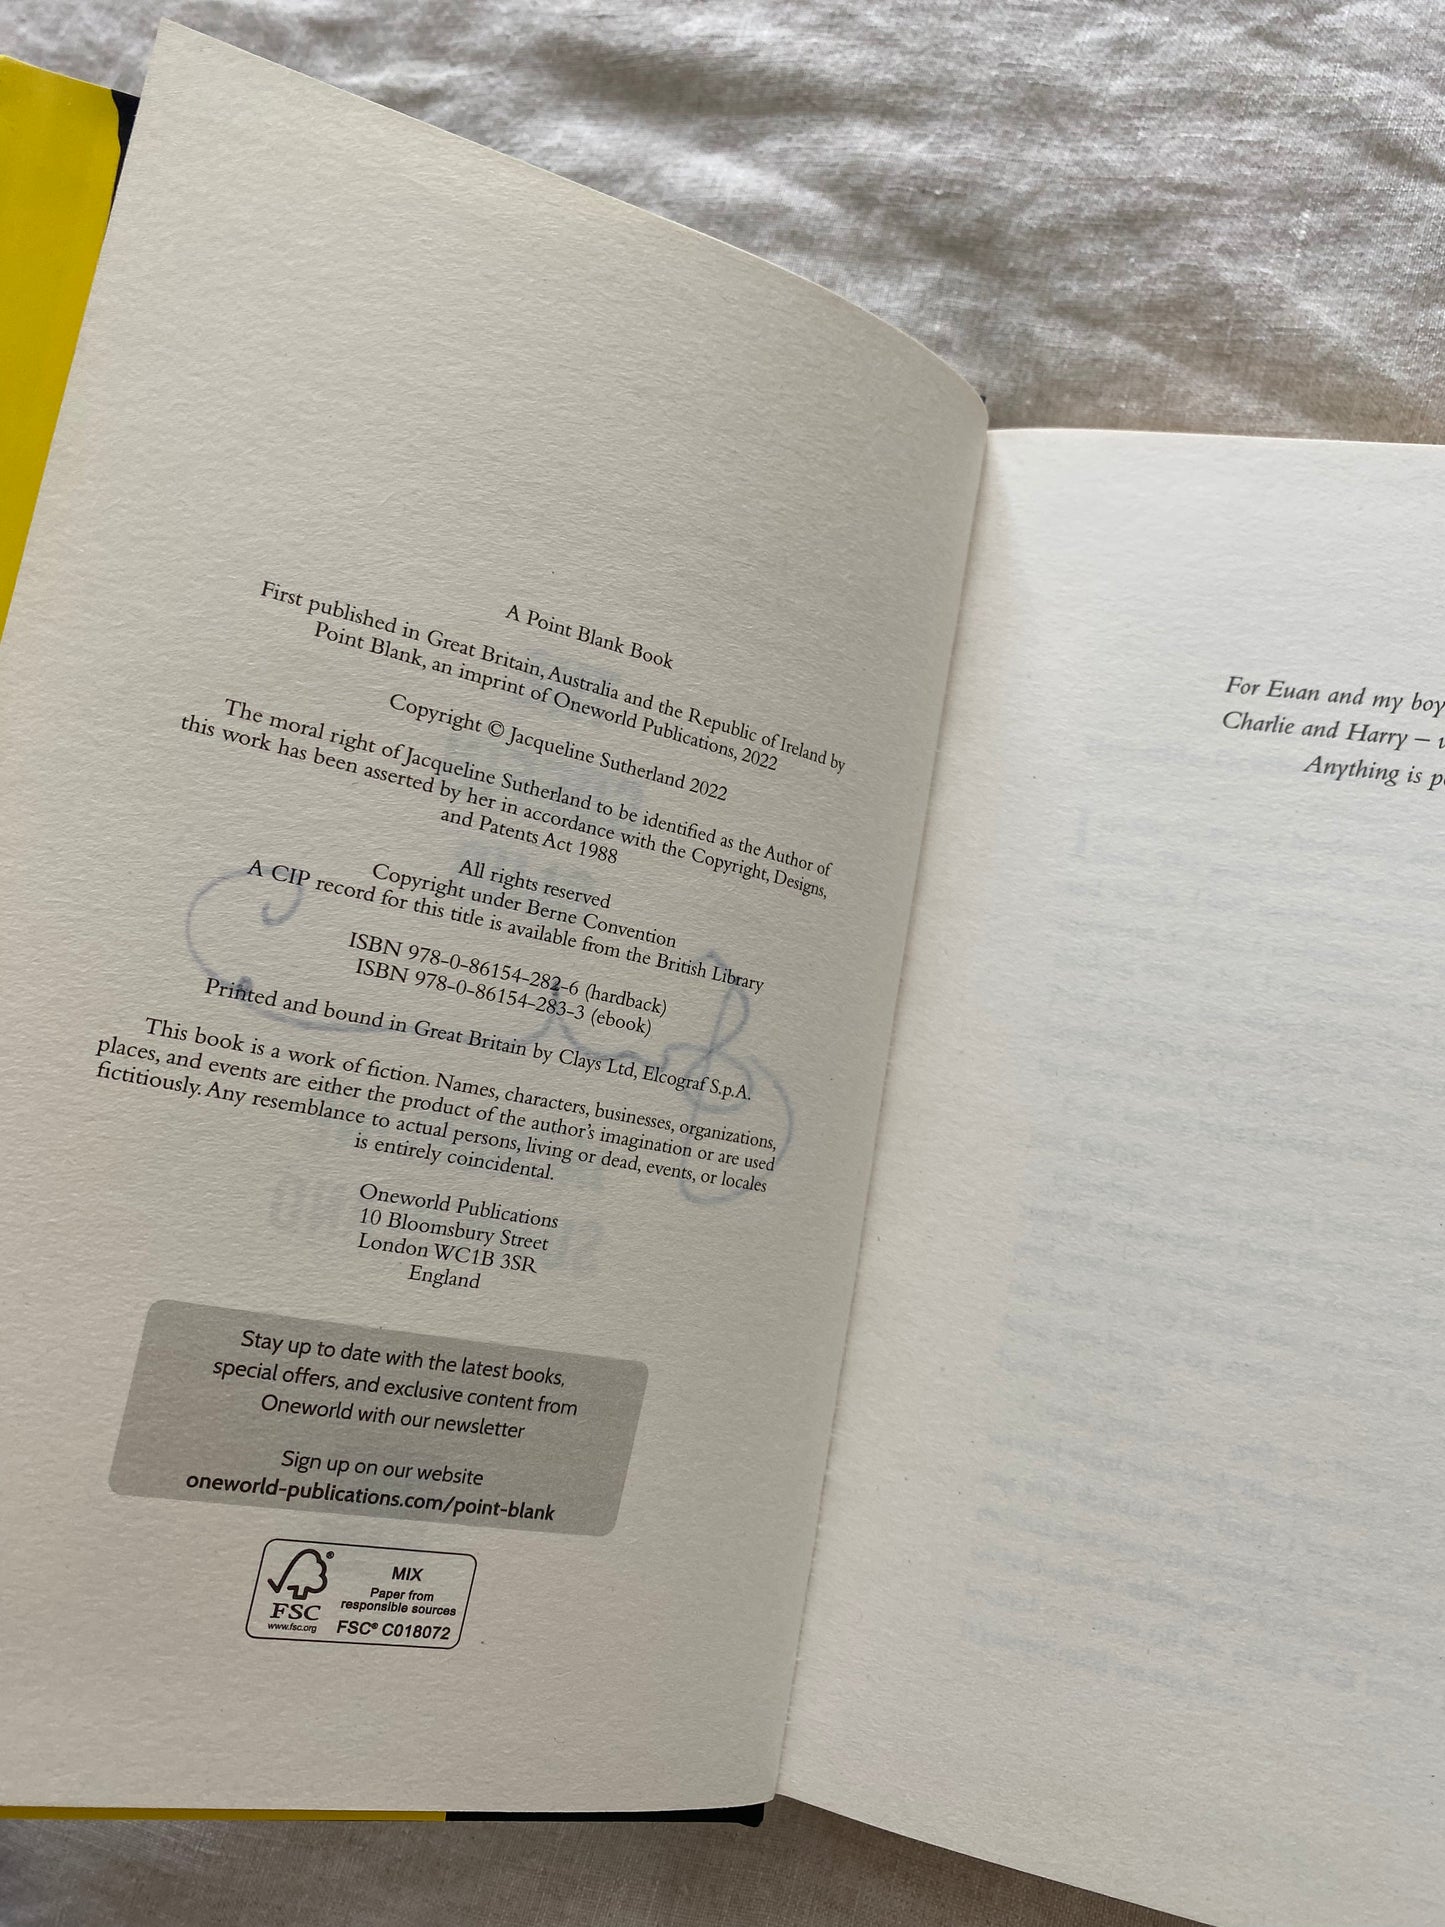 A Point Blank Book
First published in Great Britain, Australia and the Republic of Ireland by
Point Blank, an imprint of Oneworld Publications, 2022
Copyright © Jacqueline Sutherland 2022
The moral right of Jacqueline Sutherland to be identified as the Author of
this work has been asserted by her in accordance with the Copyright, Designs,
and Patents Act 1988
All rights reserved
Copyright under Berne Convention
A CIP record for this title is available from the British Library
ISBN 978-0-86154-282-6 (hardback)
ISBN 978-0-86154-283-3 (ebook)
Printed and bound in Great Britain by Clays Ltd, Elcograf S.p.A.
This book is a work of fiction. Names, characters, businesses, organizations,
places, and events are either the product of the author's imagination or are used
fictitiously. Any resemblance to actual persons, living or dead, events, or locales
is entirely coincidental.
Oneworld Publications
10 Bloomsbury Street
London WC1B 3SR
England
Stay up to date with the latest books,
special offers, and exclusive content from
Oneworld with our newsletter
Sign up on our website
oneworld-publications.com/point-blank
FSC
www.fsc.org
MIX
Paper from
responsible sources
FSC® C018072
For Euan and my boy
Charlie and Harry –
Anything is